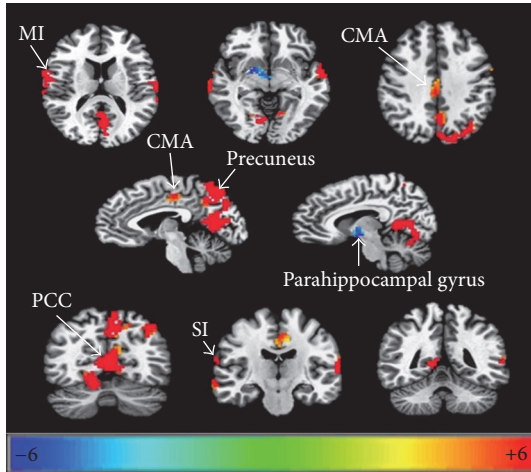 MI
CMA
CMA
Precuneus
Parahippocampal gyrus
PCC
SI
−6
+6